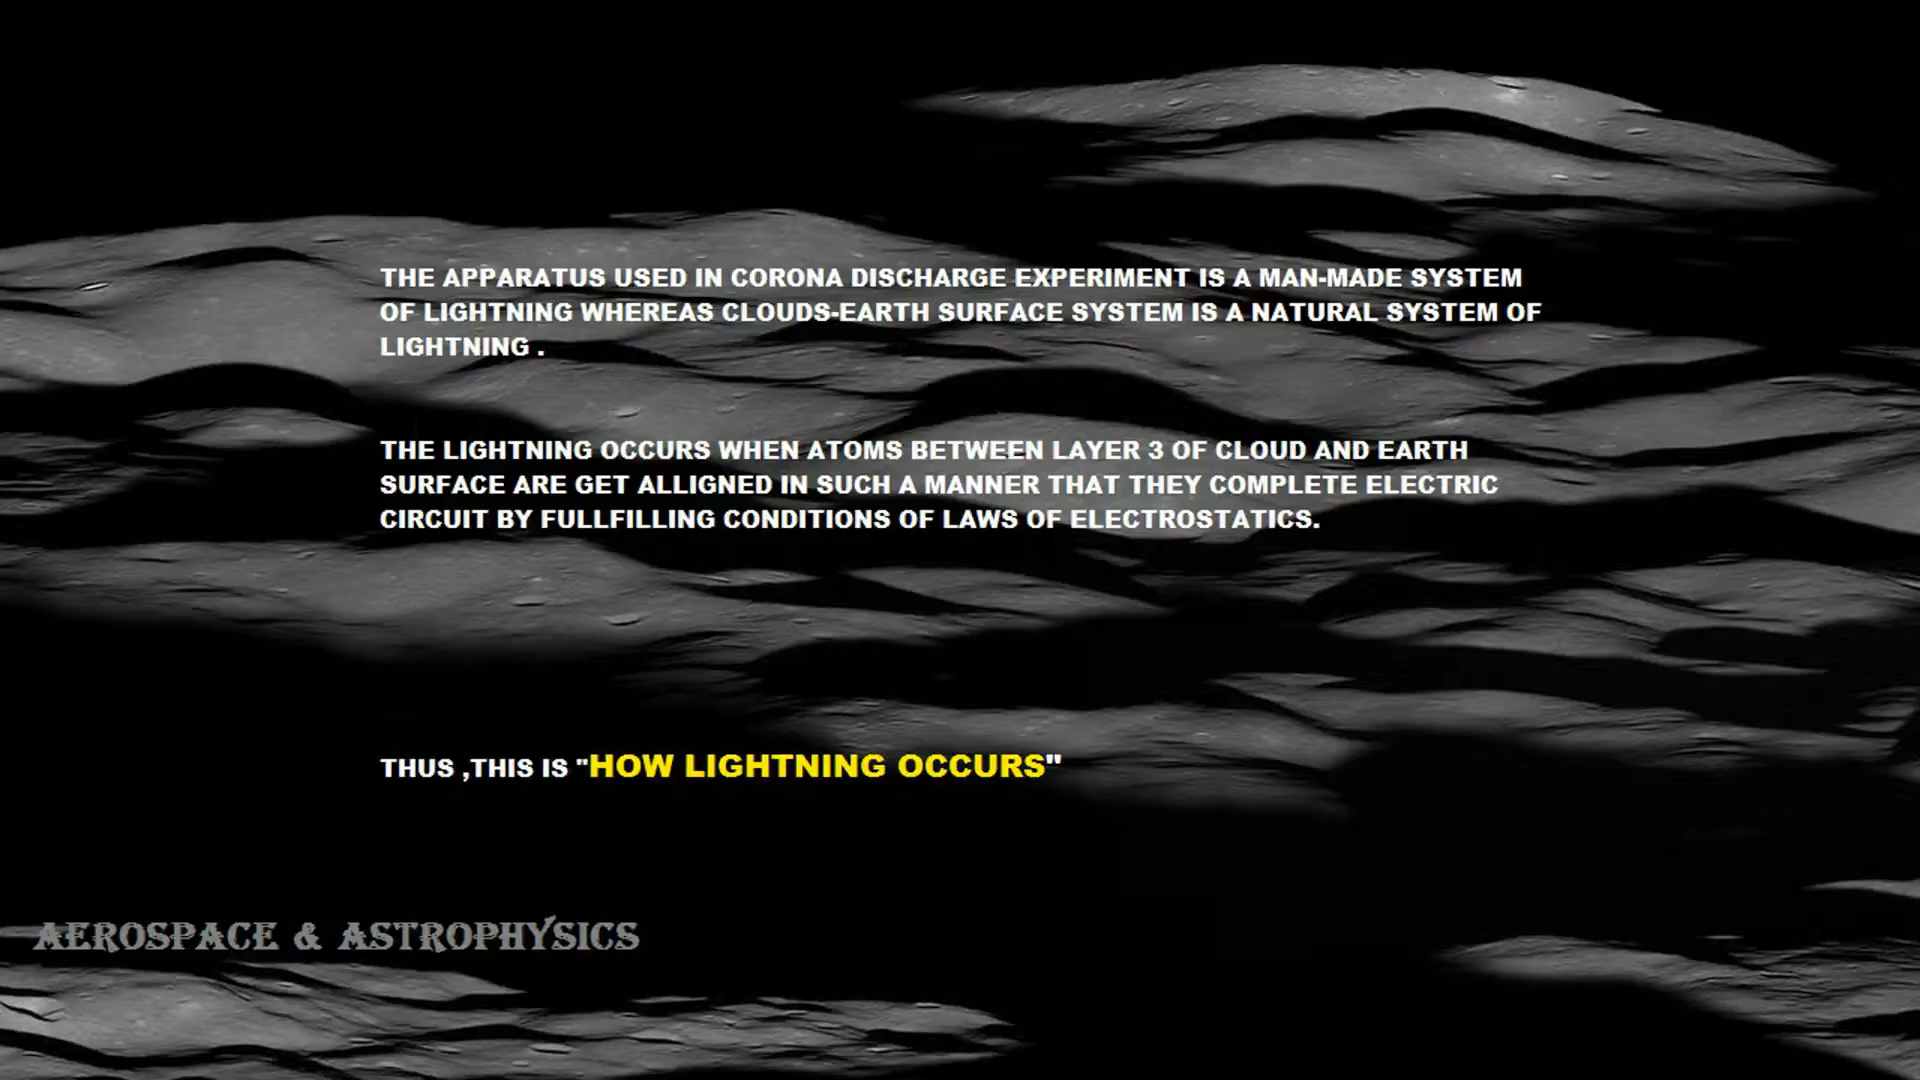 THE APPARATUS USED IN CORONA DISCHARGE EXPERIMENT IS A MAN-MADE SYSTEM
OF LIGHTNING WHEREAS CLOUDS-EARTH SURFACE SYSTEM IS A NATURAL SYSTEM OF
LIGHTNING .
THE LIGHTNING OCCURS WHEN ATOMS BETWEEN LAYER 3 OF CLOUD AND EARTH
SURFACE ARE GET ALLIGNED IN SUCH A MANNER THAT THEY COMPLETE ELECTRIC
CIRCUIT BY FULLFILLING CONDITIONS OF LAWS OF ELECTROSTATICS.
THUS ,THIS IS "HOW LIGHTNING OCCURS"
AEROSPACE & ASTROPHYSICS